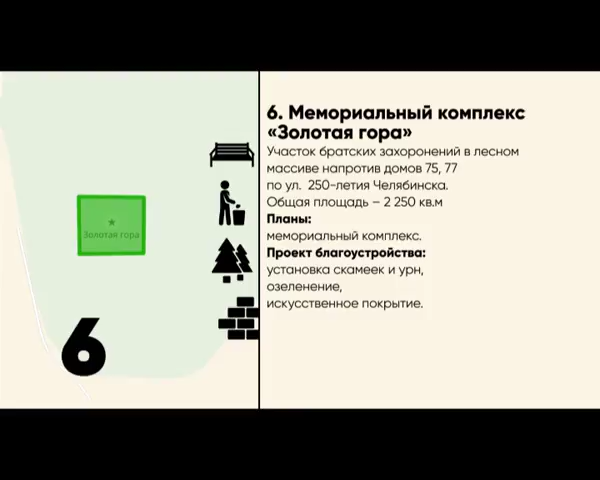 6. Мемориальный комплекс
«Золотая гора»
Участок братских захоронений в лесном
массиве напротив домов 75, 77
по ул. 250-летия Челябинска.
Общая площадь – 2 250 кв.м
Планы:
мемориальный комплекс.
Проект благоустройства:
установка скамеек и урн,
озеленение,
искусственное покрытие.
Золотая гора
6